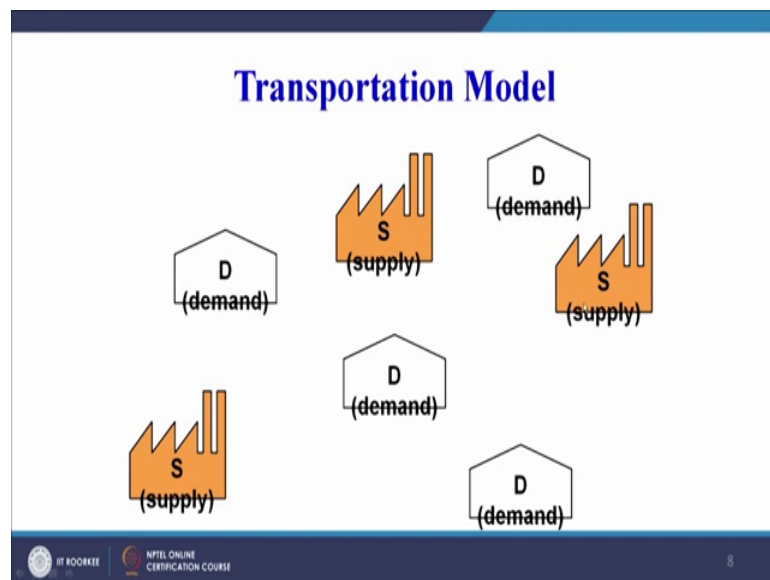 Transportation Model
D
(demand)
S
(supply)
D
(demand)
S
(supply)
D
(demand)
D
(demand)
S
(supply)
IIT ROORKEE
NPTEL ONLINE
CERTIFICATION COURSE
8